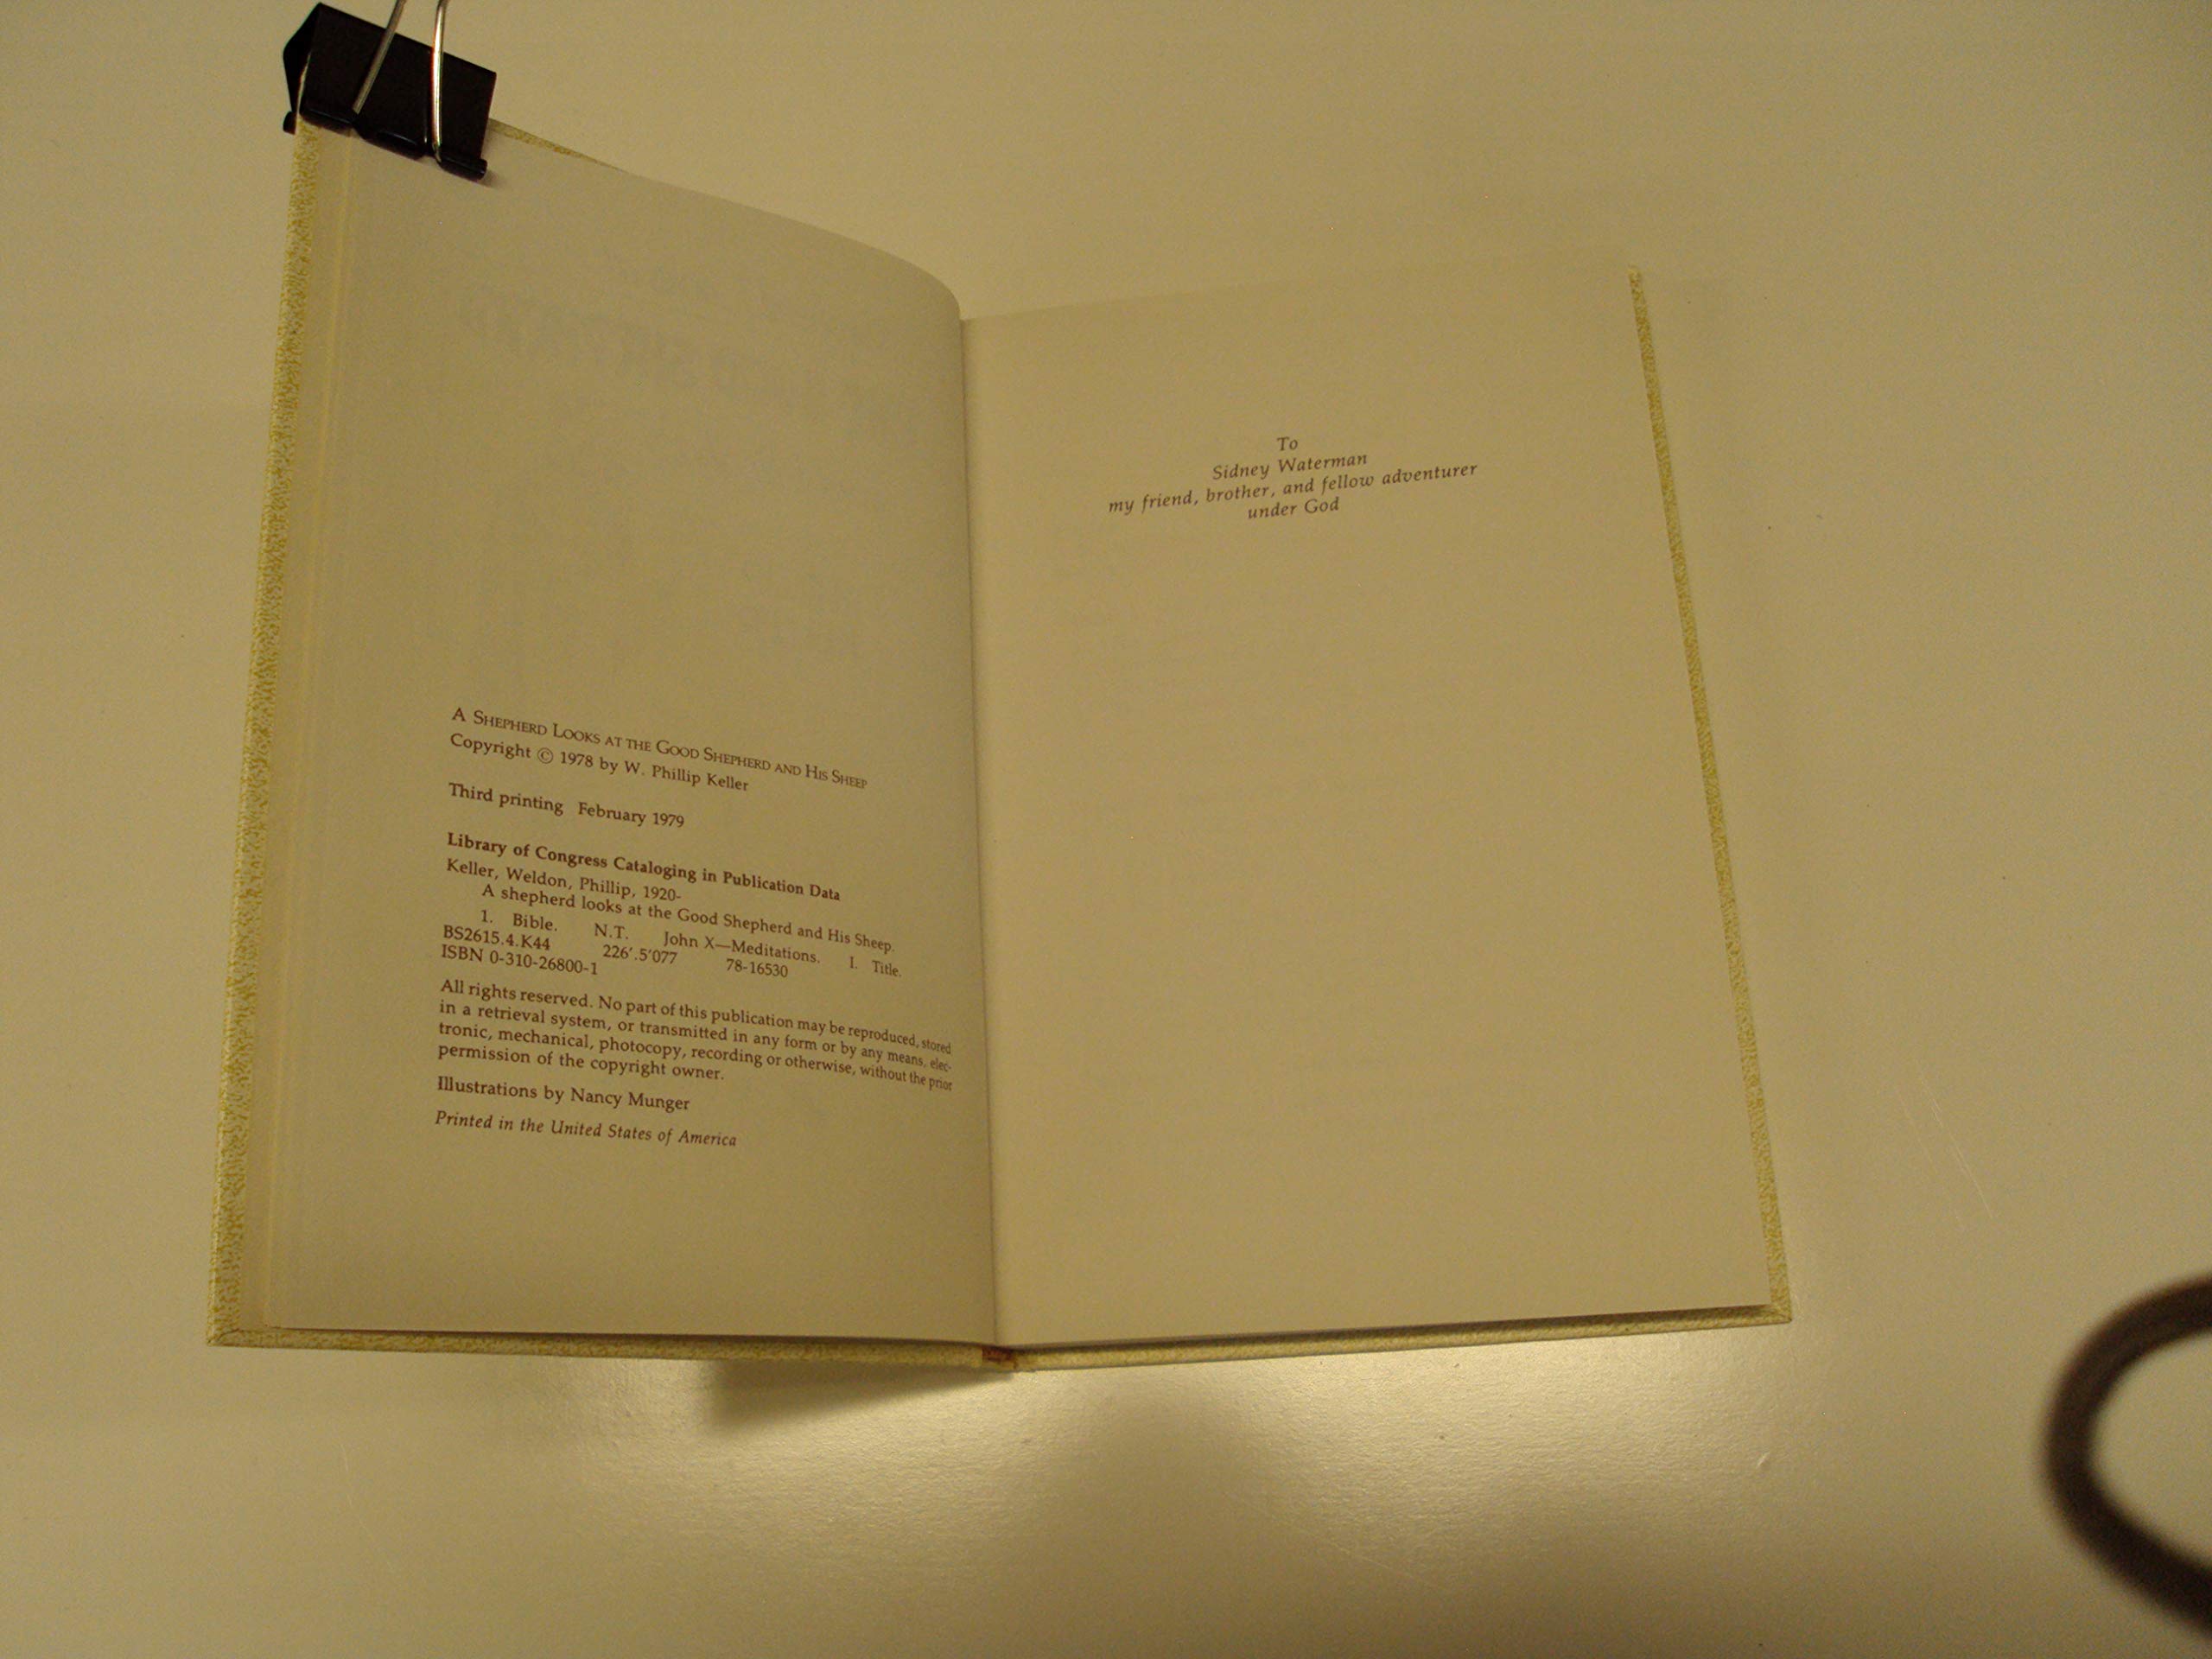 A Shepherd Looks at the Good Shepherd and His Sheep
Copyright © 1978 by W. Phillip Keller
Third printing February 1979
Library of Congress Cataloging in Publication Data
Keller, Weldon, Phillip, 1920-
A shepherd looks at the Good Shepherd and His Sheep.
1. Bible. N.T. John X—Meditations. I. Title.
BS2615.4.K44 226'.5'077 78-16530
ISBN 0-310-26800-1
All rights reserved. No part of this publication may be reproduced, stored
in a retrieval system, or transmitted in any form or by any means, elec-
tronic, mechanical, photocopy, recording or otherwise, without the prior
permission of the copyright owner.
Illustrations by Nancy Munger
Printed in the United States of America
To
Sidney Waterman
my friend, brother, and fellow adventurer
under God